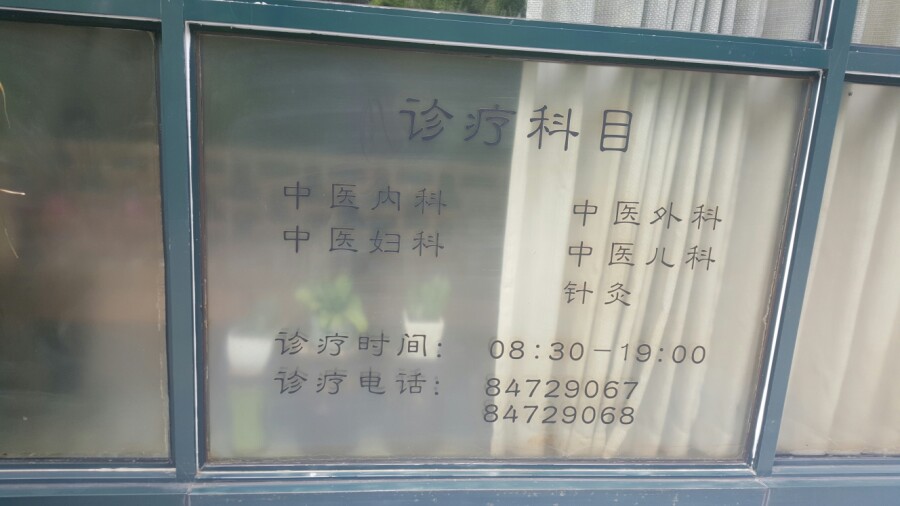 诊疗科目
中医内科 中医外科
中医妇科 中医儿科
针灸
诊疗时间: 08:30-19:00
诊疗电话: 84729067
84729068